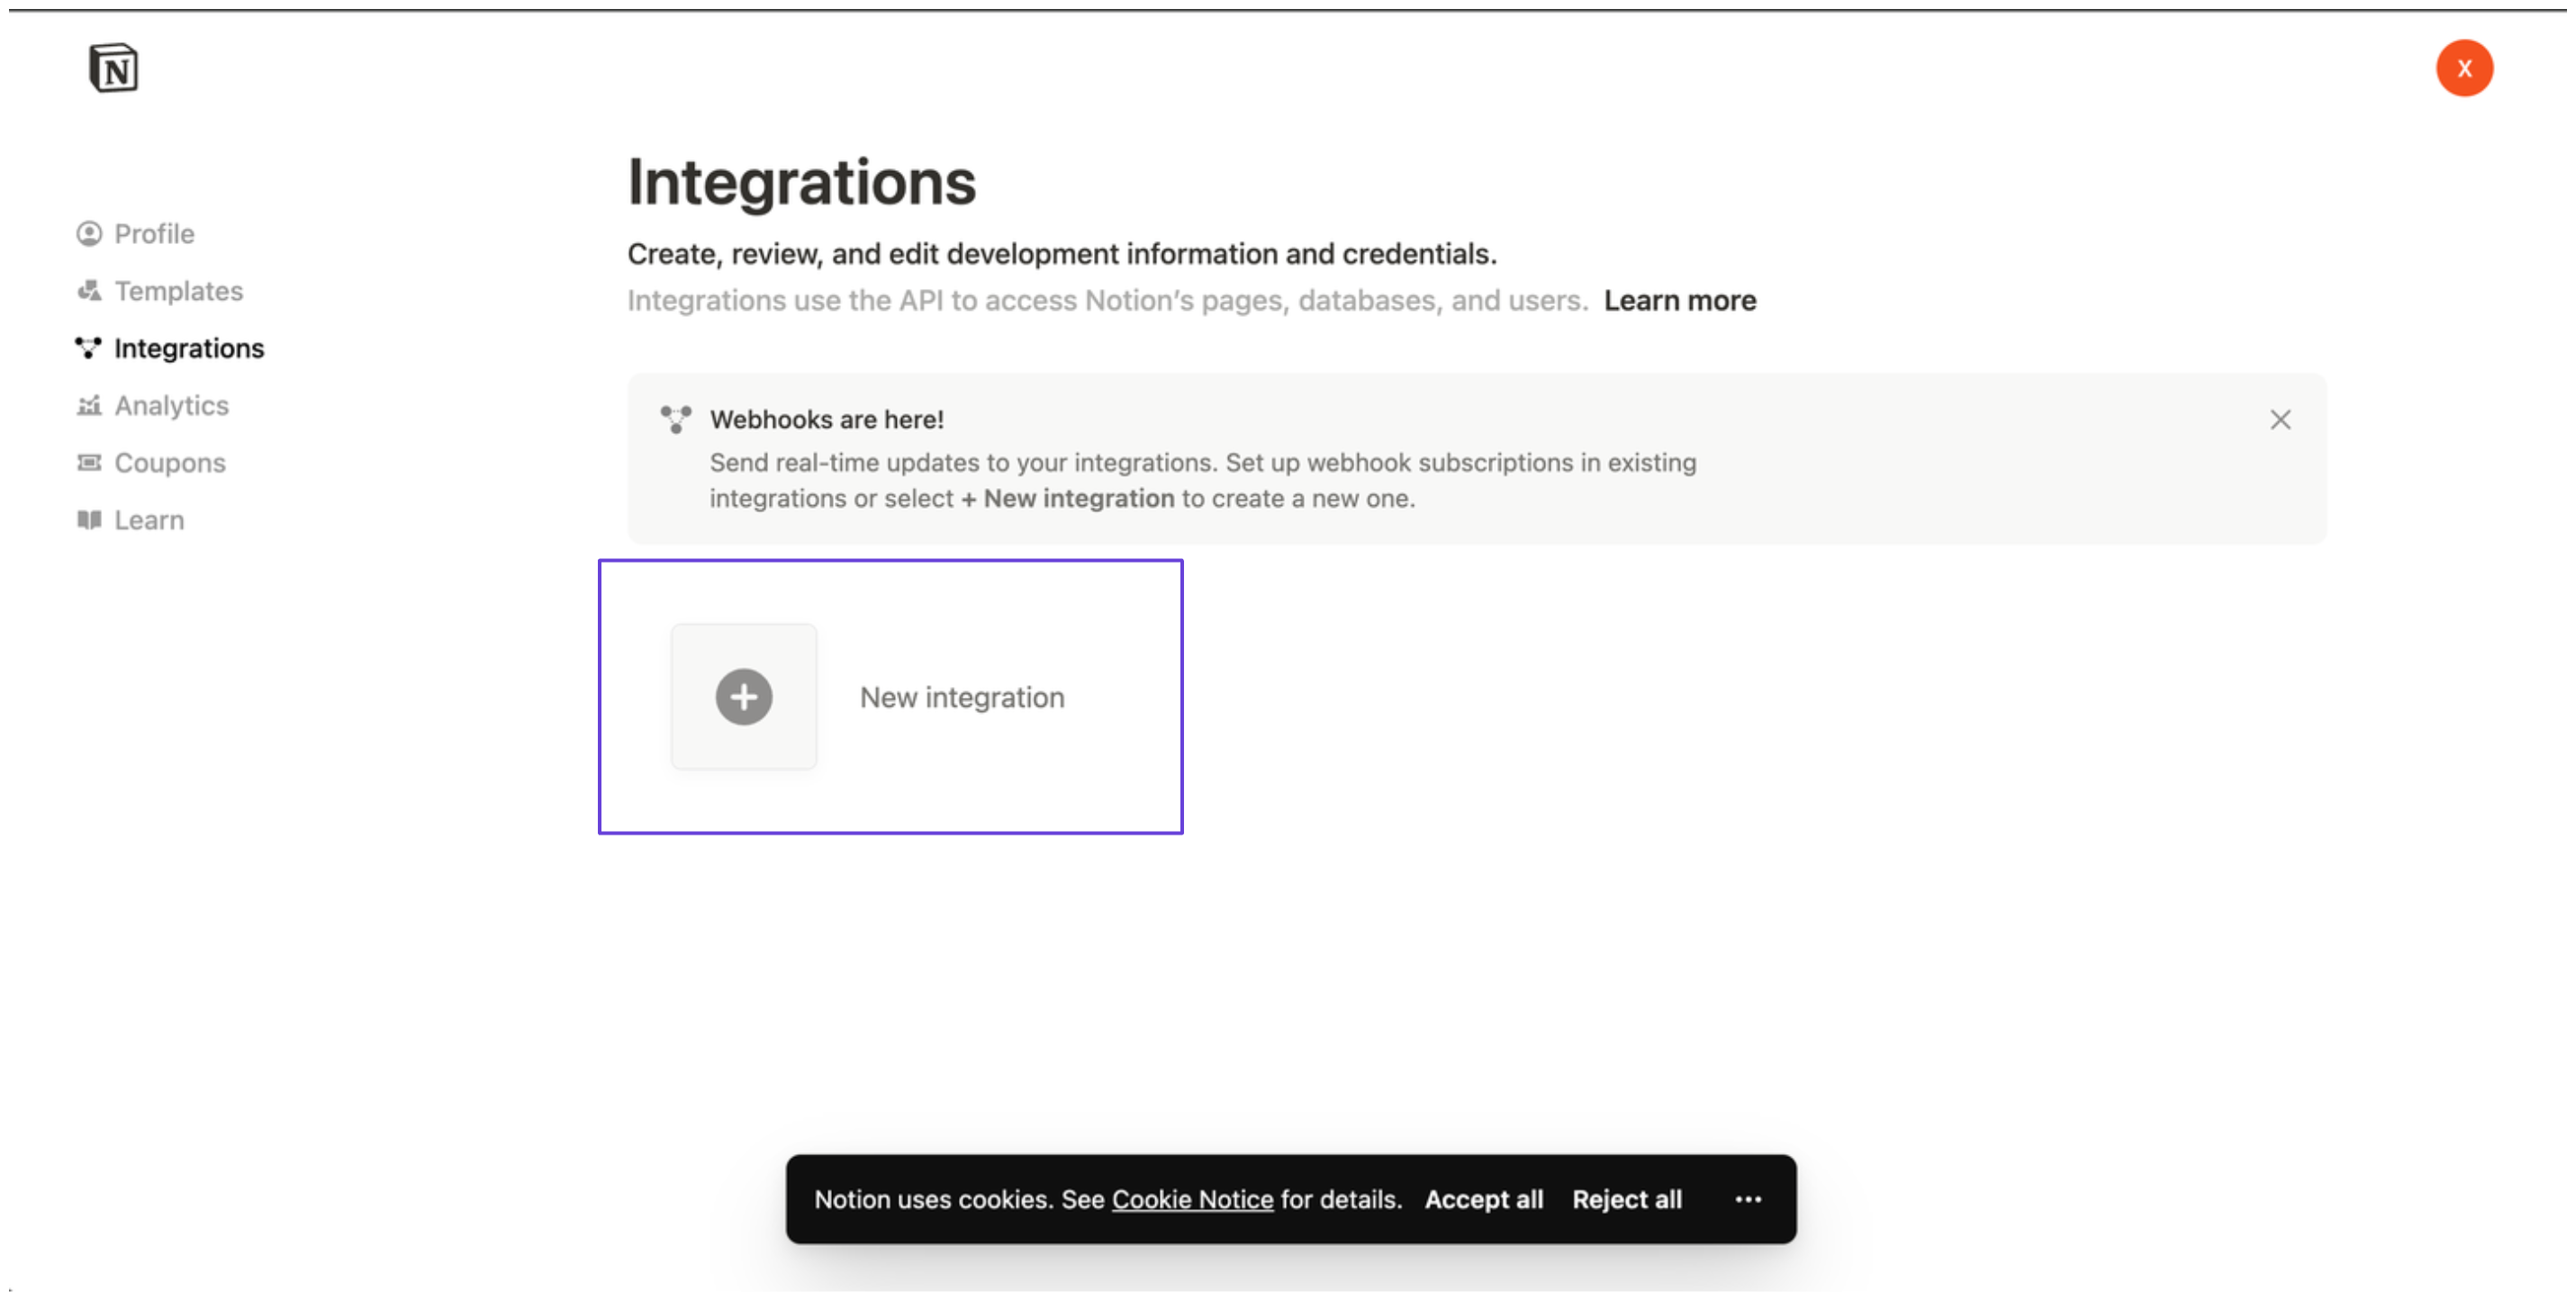 N
X
Profile
Templates
Integrations
Analytics
Coupons
Learn
Integrations
Create, review, and edit development information and credentials.
Integrations use the API to access Notion’s pages, databases, and users. Learn more
Webhooks are here!
Send real-time updates to your integrations. Set up webhook subscriptions in existing
integrations or select + New integration to create a new one.
New integration
Notion uses cookies. See Cookie Notice for details. Accept all Reject all ···